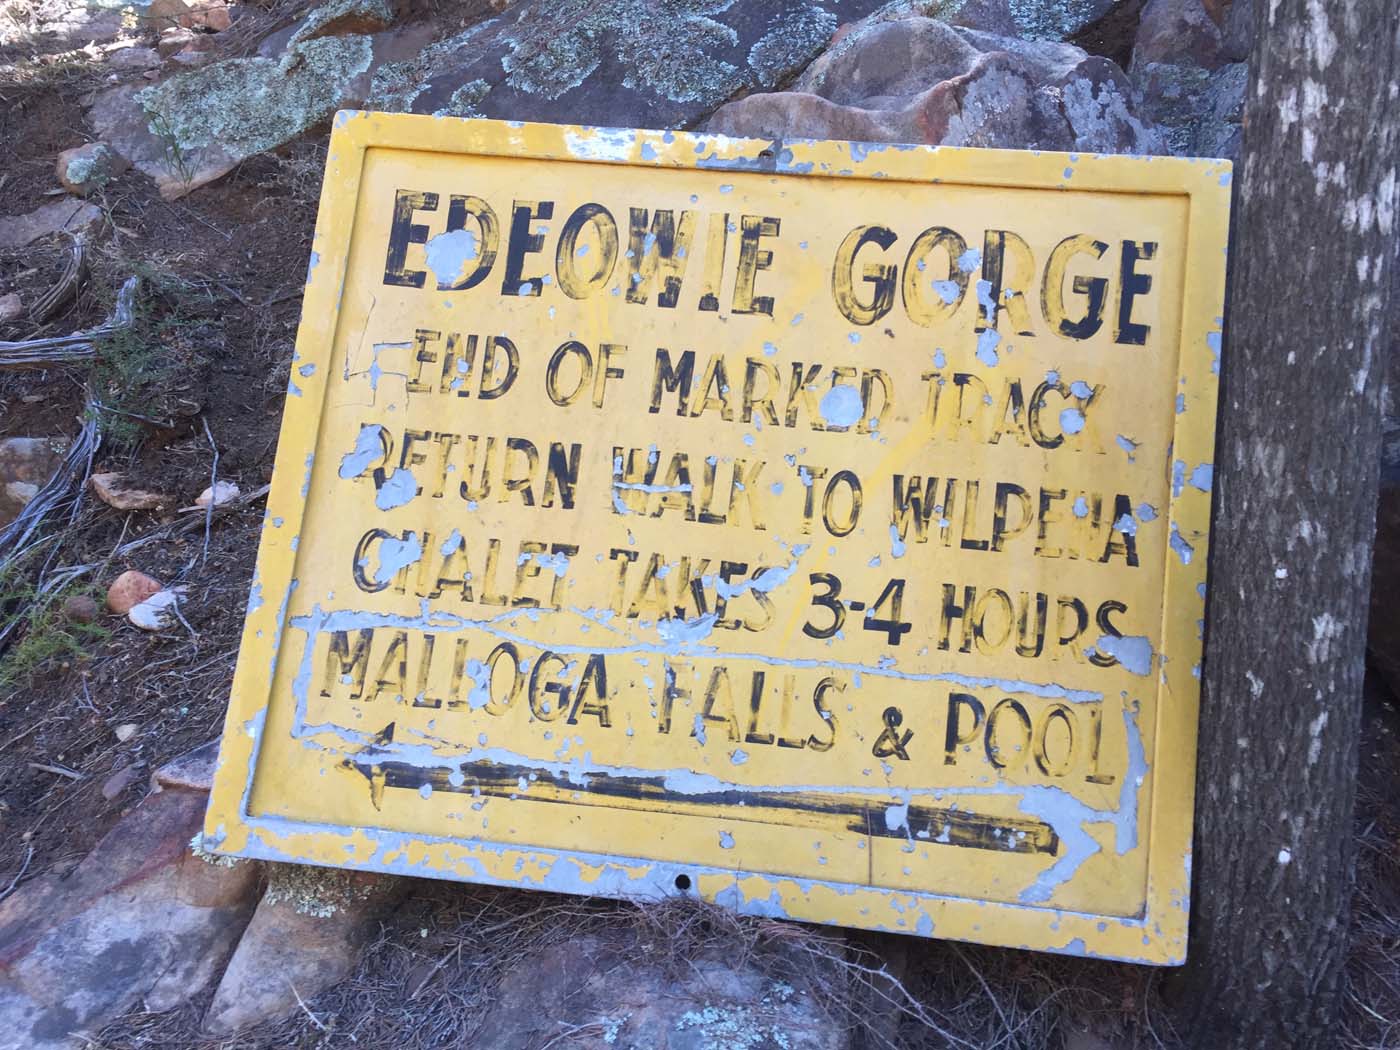 EDEOWIE GORGE
END OF MARKED TRACK
RETURN WALK TO WILPENA
CHALET TAKES 3-4 HOURS
MALLOGA FALLS & POOL